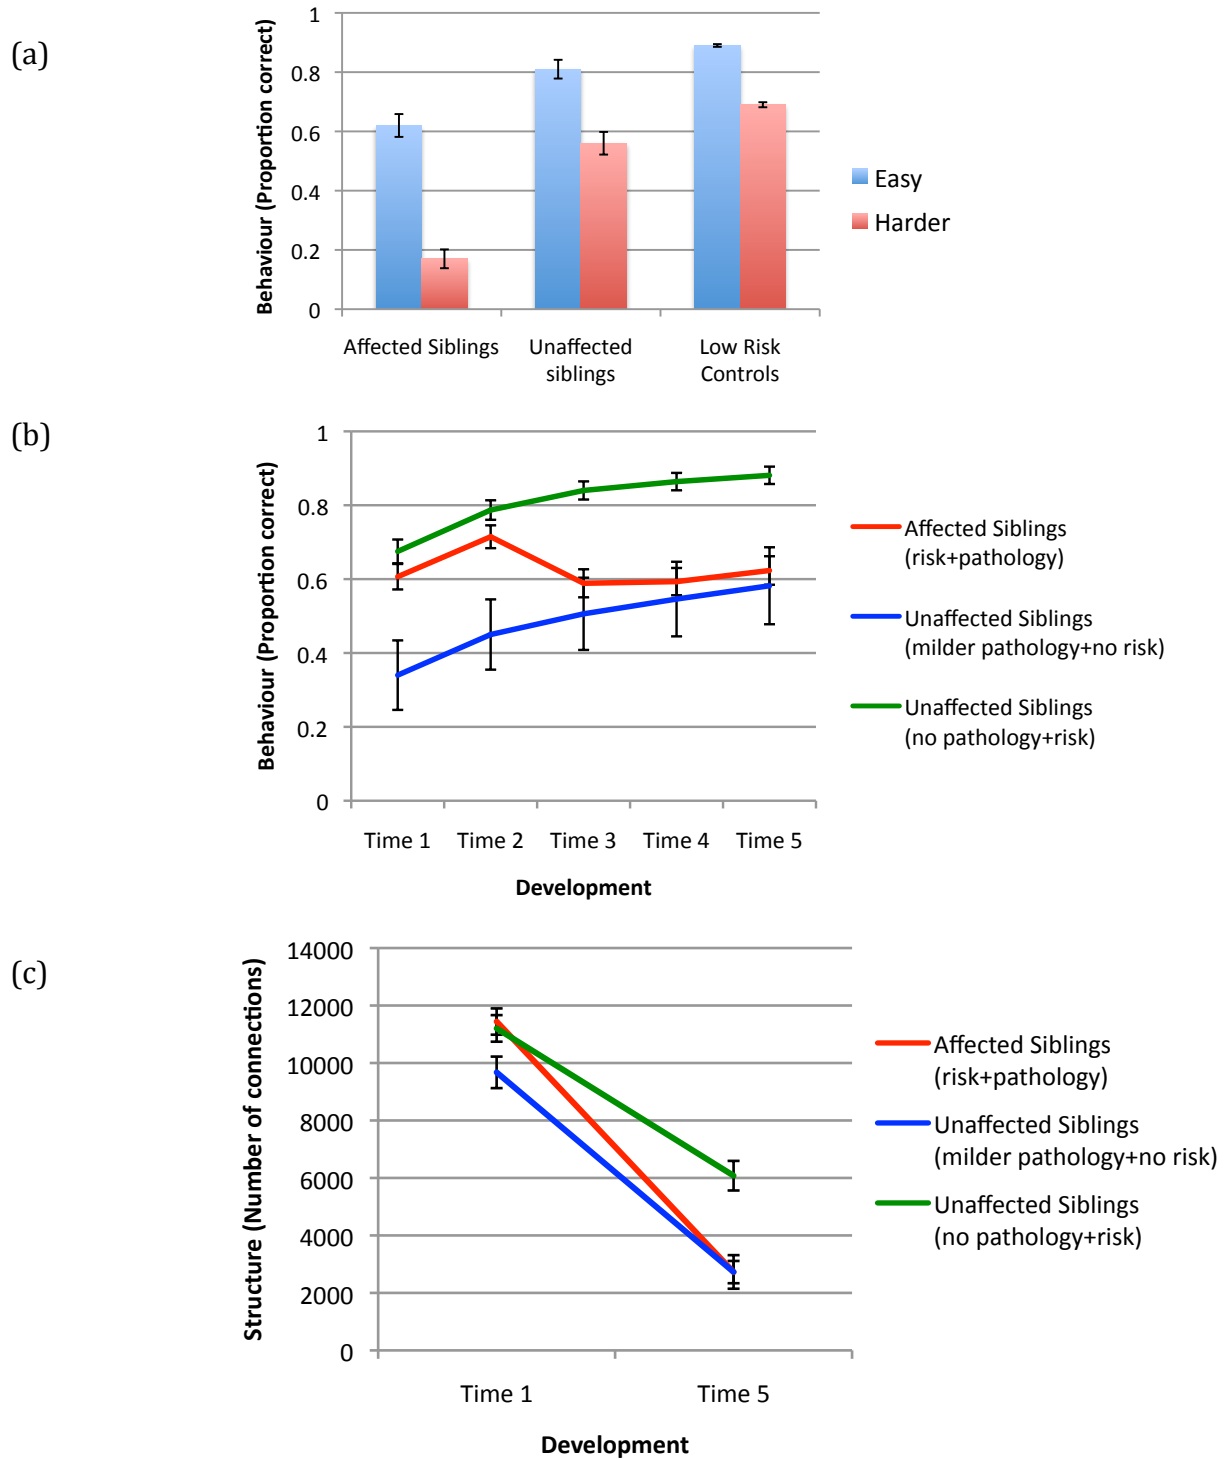 (a)
Behaviour (Proportion correct)
1
0.8
0.6
0.4
0.2
0
Affected Siblings
Unaffected
siblings
Low Risk
Controls
Easy
Harder
(b)
Behaviour (Proportion correct)
1
0.8
0.6
0.4
0.2
0
Time 1
Time 2
Time 3
Time 4
Time 5
Development
Affected Siblings
(risk+pathology)
Unaffected Siblings
(milder pathology+no risk)
Unaffected Siblings
(no pathology+risk)
(c)
Structure (Number of connections)
14000
12000
10000
8000
6000
4000
2000
0
Time 1
Time 5
Development
Affected Siblings
(risk+pathology)
Unaffected Siblings
(milder pathology+no risk)
Unaffected Siblings
(no pathology+risk)